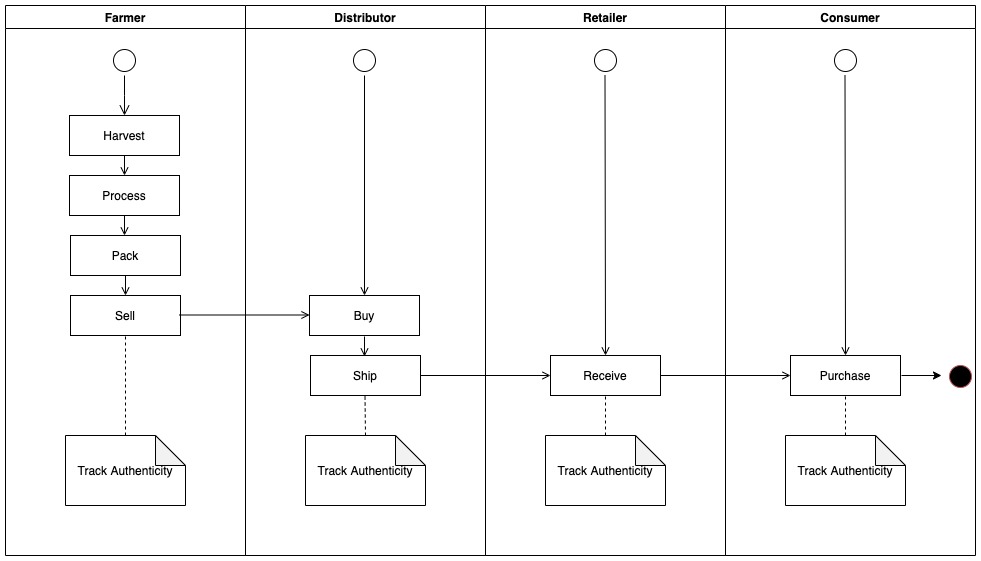 Farmer
Distributor
Retailer
Consumer
Harvest
Process
Pack
Sell
Buy
Ship
Receive
Purchase
Track Authenticity
Track Authenticity
Track Authenticity
Track Authenticity